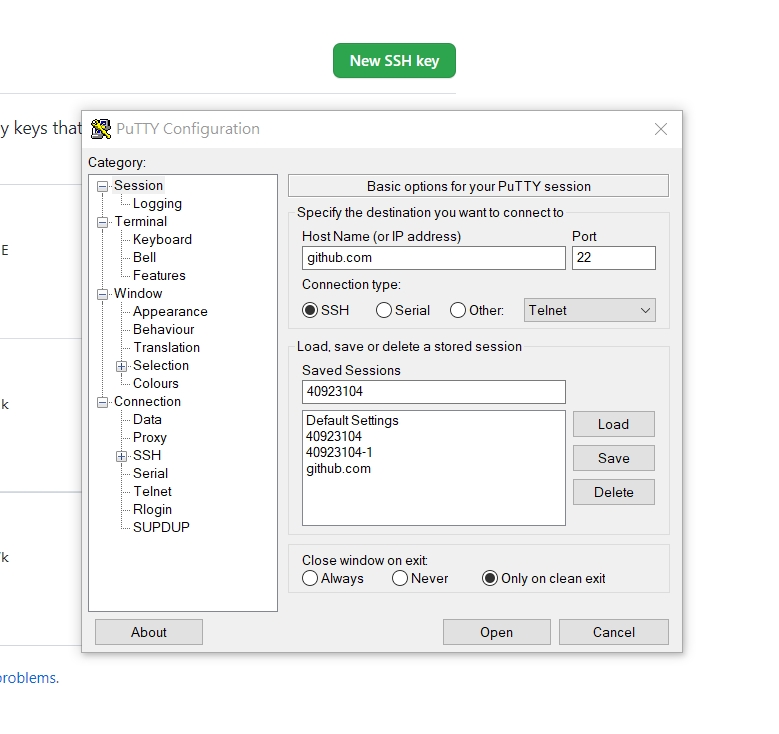 New SSH key
y keys that
PuTTY Configuration
Category:
Session
Logging
Terminal
Keyboard
Bell
Features
Window
Appearance
Behaviour
Translation
Selection
Colours
Connection
Data
Proxy
SSH
Serial
Telnet
Rlogin
SUPDUP
Basic options for your PuTTY session
Specify the destination you want to connect to
Host Name (or IP address) Port
github.com 22
Connection type:
SSH Serial Other: Telnet
Load, save or delete a stored session
Saved Sessions
40923104
Default Settings
40923104
40923104-1
github.com
Load
Save
Delete
Close window on exit:
Always Never Only on clean exit
About Open Cancel
E
k
k
problems.